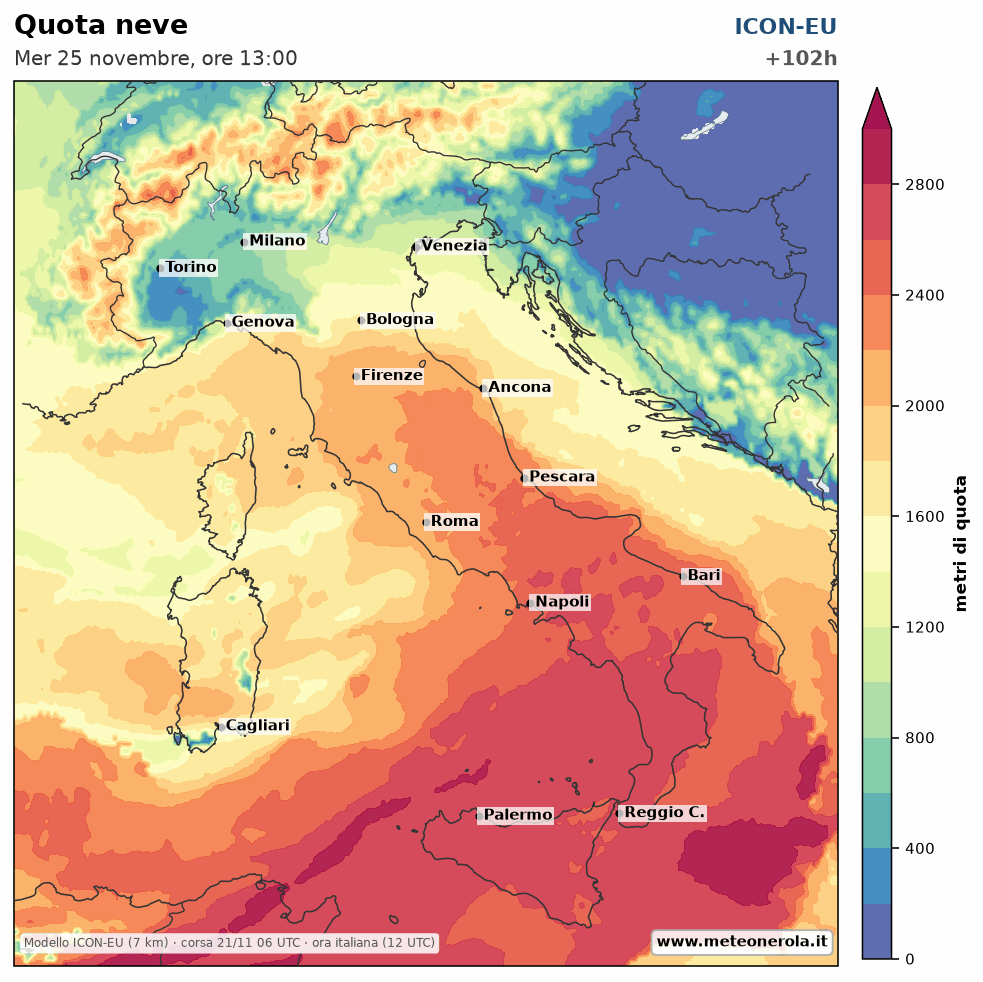 Quota neve
ICON-EU
Mer 25 novembre, ore 13:00
+102h
Milano
Venezia
Torino
Genova
Bologna
Firenze
Ancona
Pescara
Roma
Bari
Napoli
Cagliari
Palermo
Reggio C.
2800
2400
2000
1600
1200
800
400
0
metri di quota
Modello ICON-EU (7 km) · corsa 21/11 06 UTC · ora italiana (12 UTC)
www.meteonerola.it